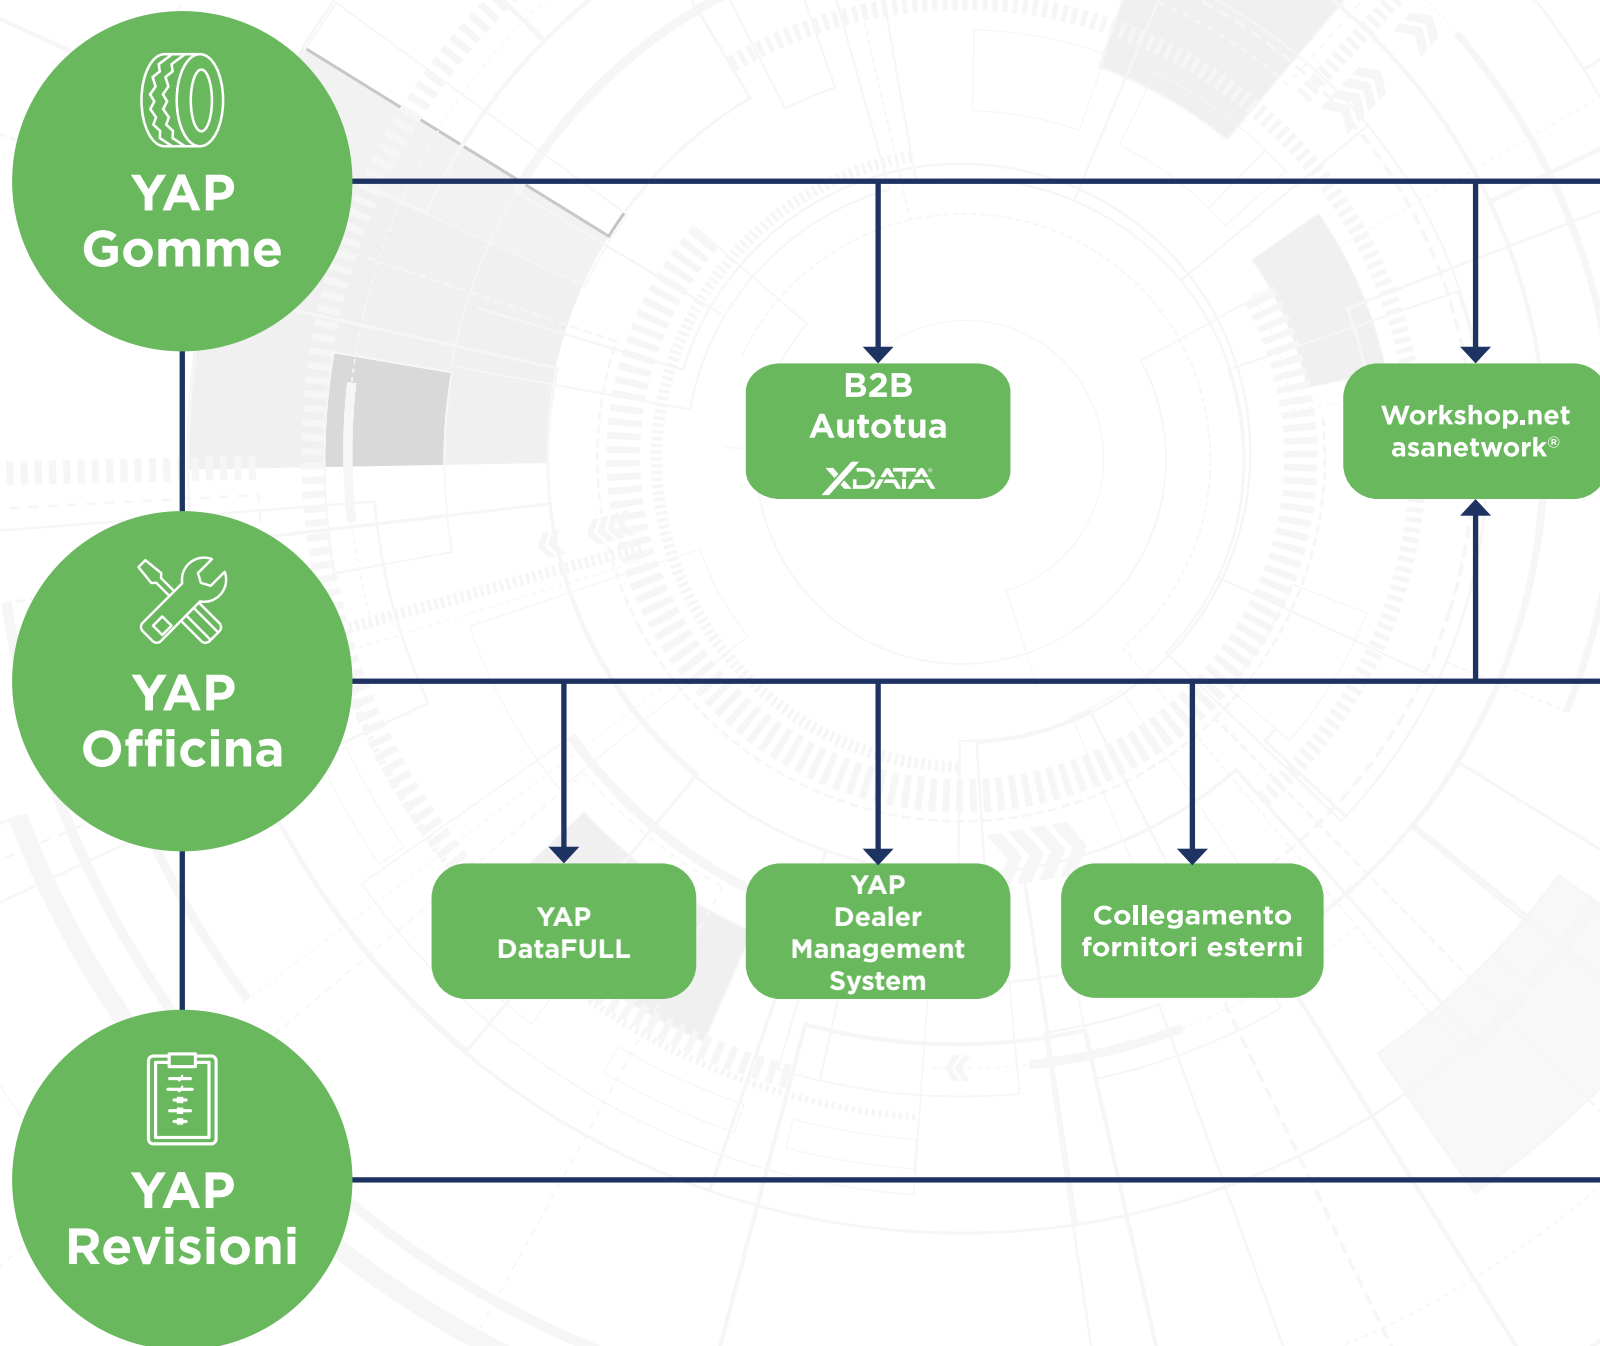 YAP
Gomme
B2B
Autotua
XDATA®
Workshop.net
asanetwork®
YAP
Officina
YAP
DataFULL
YAP
Dealer
Management
System
Collegamento
fornitori esterni
YAP
Revisioni